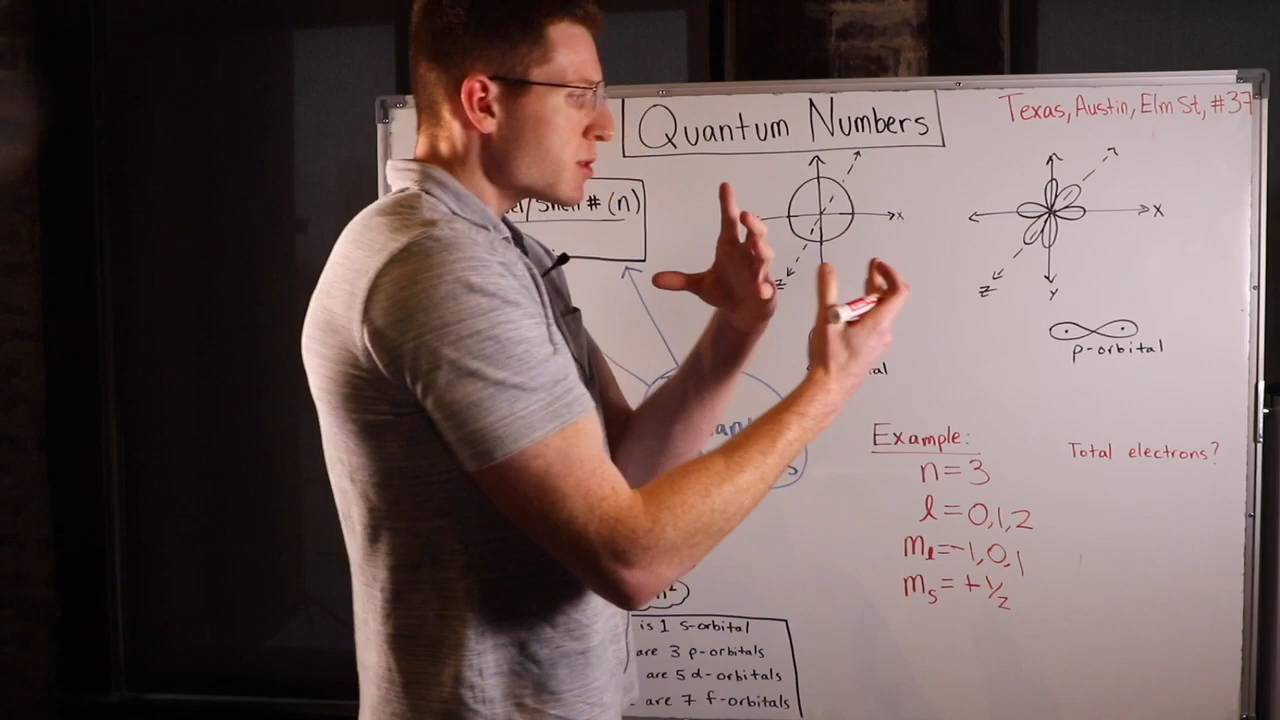 Quantum Numbers
Texas, Austin, Elm St, #37
# (n)
x
z
X
Z
Y
p-orbital
Example:
n=3
l=0,1,2
mₗ=-1,0,1
mₛ=+½
Total electrons?
is 1 s-orbital
are 3 p-orbitals
are 5 d-orbitals
are 7 f-orbitals